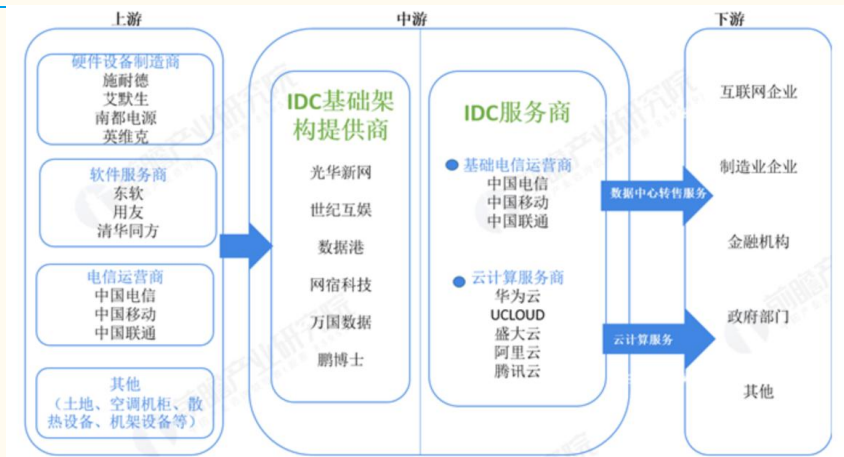 上游
中游
下游
硬件设备制造商
施耐德
艾默生
南都电源
英维克
软件服务商
东软
用友
清华同方
电信运营商
中国电信
中国移动
中国联通
其他
（土地、空调机柜、散
热设备、机架设备等）
IDC基础架
构提供商
光华新网
世纪互娱
数据港
网宿科技
万国数据
鹏博士
IDC服务商
基础电信运营商
中国电信
中国移动
中国联通
云计算服务商
华为云
UCLOUD
盛大云
阿里云
腾讯云
数据中心转售服务
云计算服务
互联网企业
制造业企业
金融机构
政府部门
其他
前瞻产业研究院